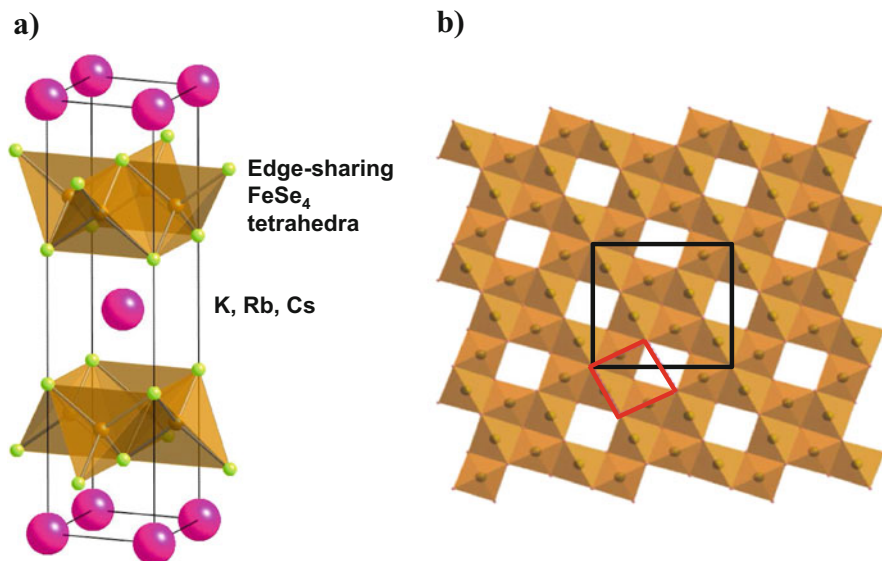 a)
b)
Edge-sharing
FeSe4
tetrahedra
K, Rb, Cs